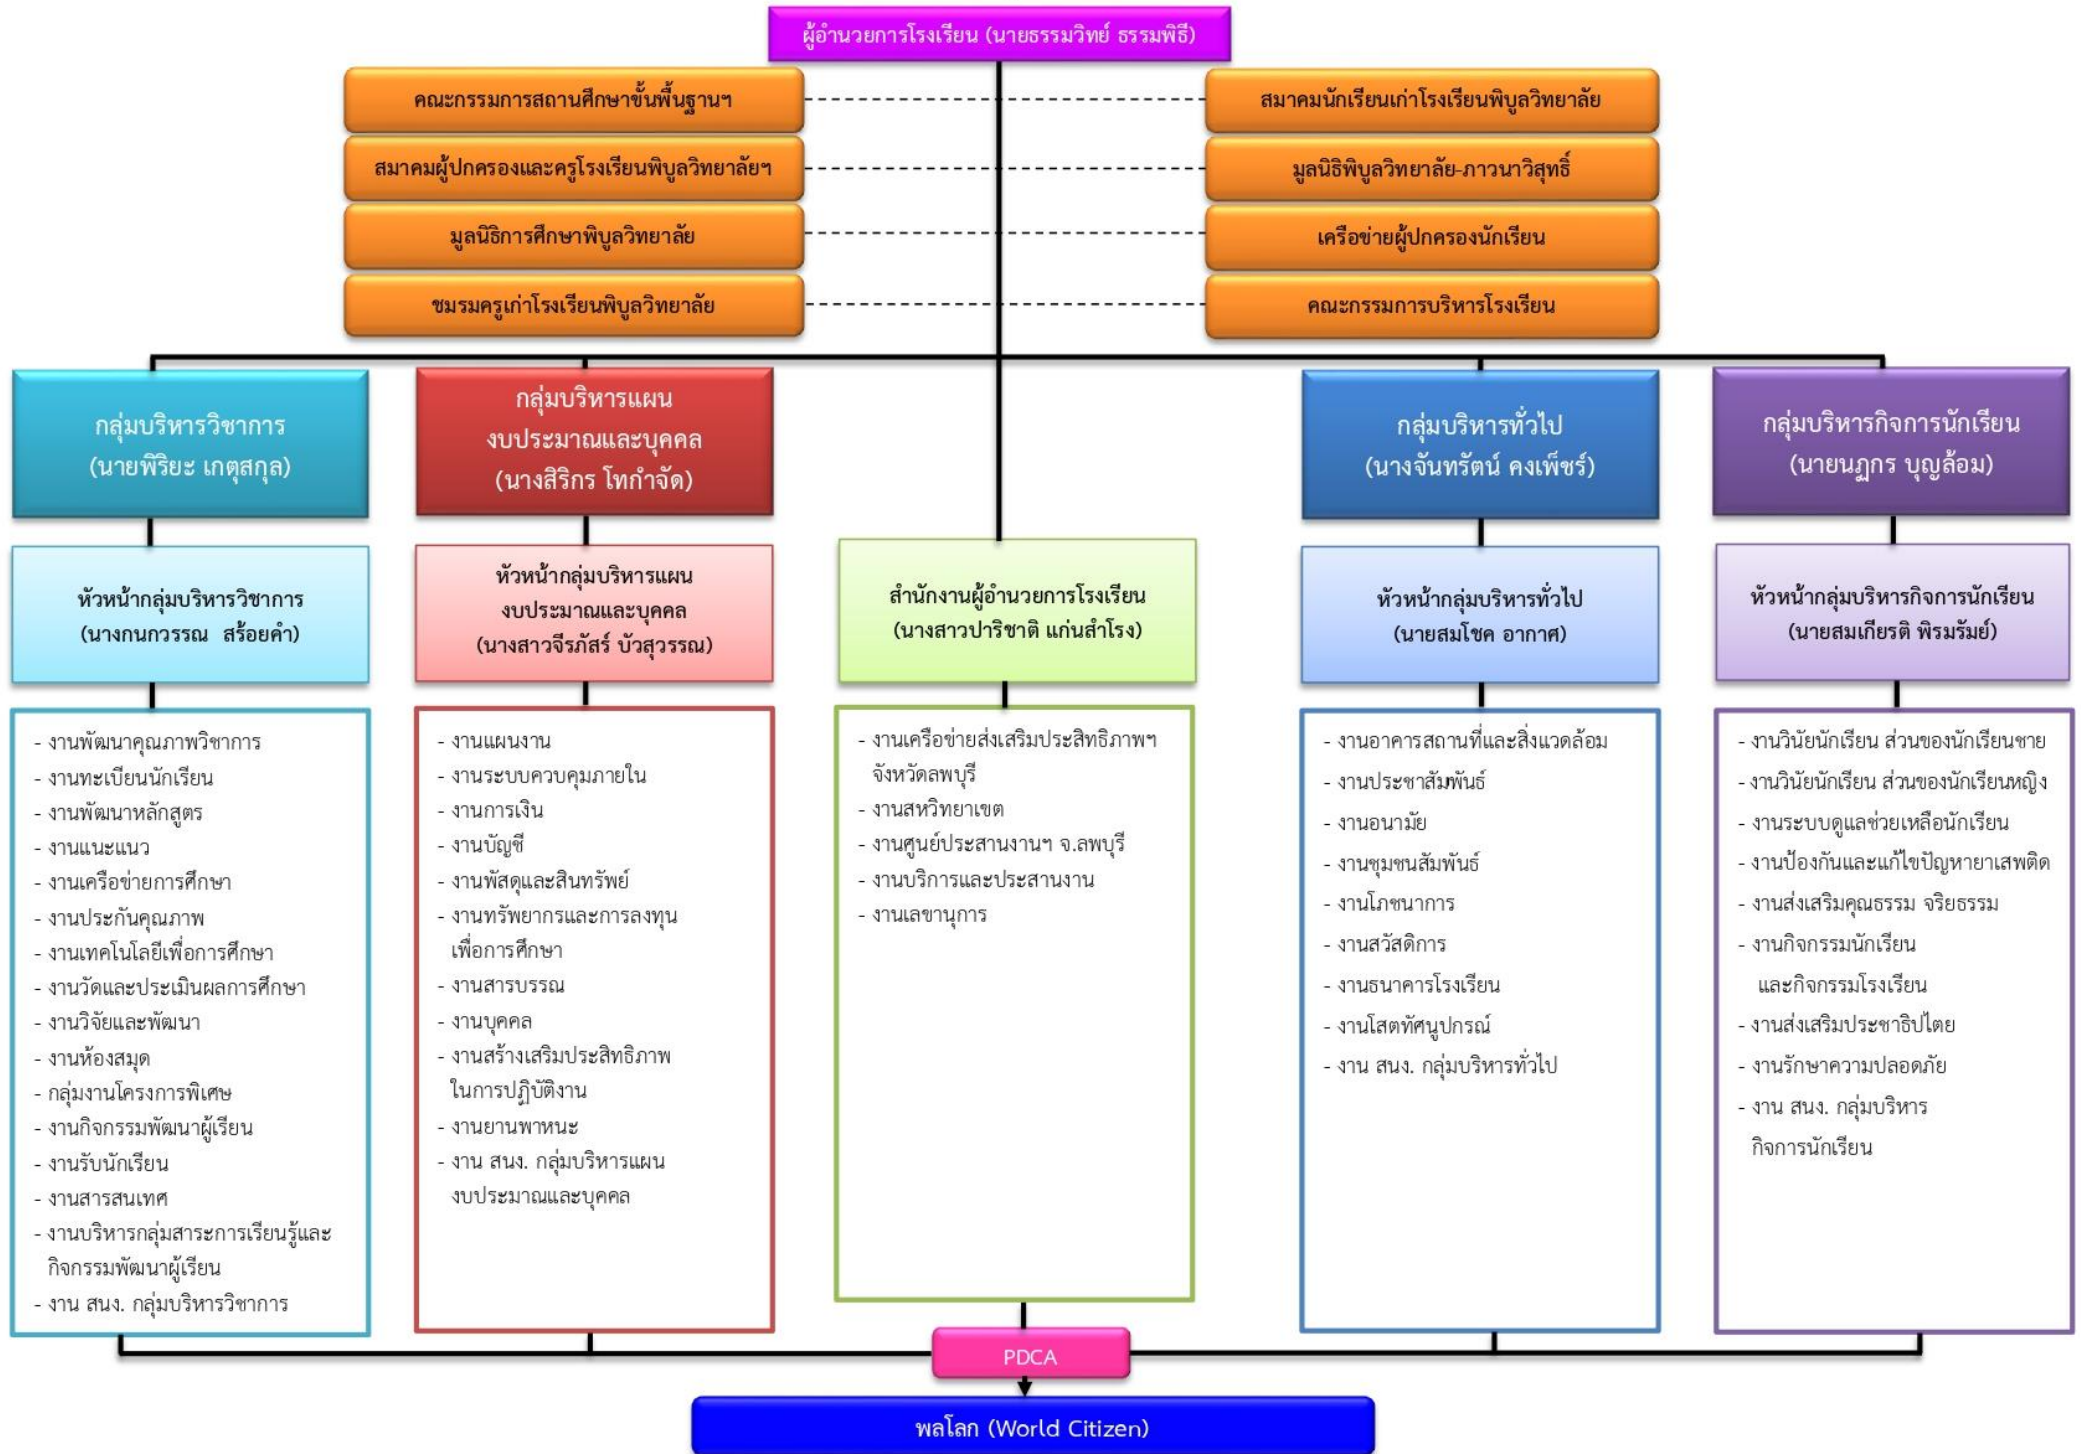 ผู้อำนวยการโรงเรียน (นายธรรมวิทย์ ธรรมพิธี)
คณะกรรมการสถานศึกษาขั้นพื้นฐานฯ
สมาคมนักเรียนเก่าโรงเรียนพิบูลวิทยาลัย
สมาคมผู้ปกครองและครูโรงเรียนพิบูลวิทยาลัยฯ
มูลนิธิพิบูลวิทยาลัย-ภาวนาวิสุทธิ์
มูลนิธิการศึกษาพิบูลวิทยาลัย
เครือข่ายผู้ปกครองนักเรียน
ชมรมครูเก่าโรงเรียนพิบูลวิทยาลัย
คณะกรรมการบริหารโรงเรียน
กลุ่มบริหารวิชาการ
(นายพิริยะ เกตุสกุล)
กลุ่มบริหารแผน
งบประมาณและบุคคล
(นางสิริกร โทกำจัด)
กลุ่มบริหารทั่วไป
(นางจันทรัตน์ คงเพ็ชร์)
กลุ่มบริหารกิจการนักเรียน
(นายนฏกร บุญล้อม)
หัวหน้ากลุ่มบริหารวิชาการ
(นางกนกวรรณ สร้อยคำ)
หัวหน้ากลุ่มบริหารแผน
งบประมาณและบุคคล
(นางสาวจีรภัสร์ บัวสุวรรณ)
สำนักงานผู้อำนวยการโรงเรียน
(นางสาวปาริชาติ แก่นสำโรง)
หัวหน้ากลุ่มบริหารทั่วไป
(นายสมโชค อากาศ)
หัวหน้ากลุ่มบริหารกิจการนักเรียน
(นายสมเกียรติ พิรมรัมย์)
- งานพัฒนาคุณภาพวิชาการ
- งานทะเบียนนักเรียน
- งานพัฒนาหลักสูตร
- งานแนะแนว
- งานเครือข่ายการศึกษา
- งานประกันคุณภาพ
- งานเทคโนโลยีเพื่อการศึกษา
- งานวัดและประเมินผลการศึกษา
- งานวิจัยและพัฒนา
- งานห้องสมุด
- กลุ่มงานโครงการพิเศษ
- งานกิจกรรมพัฒนาผู้เรียน
- งานรับนักเรียน
- งานสารสนเทศ
- งานบริหารกลุ่มสาระการเรียนรู้และ
กิจกรรมพัฒนาผู้เรียน
- งาน สนง. กลุ่มบริหารวิชาการ
- งานแผนงาน
- งานระบบควบคุมภายใน
- งานการเงิน
- งานบัญชี
- งานพัสดุและสินทรัพย์
- งานทรัพยากรและการลงทุน
เพื่อการศึกษา
- งานสารบรรณ
- งานบุคคล
- งานสร้างเสริมประสิทธิภาพ
ในการปฏิบัติงาน
- งานยานพาหนะ
- งาน สนง. กลุ่มบริหารแผน
งบประมาณและบุคคล
- งานเครือข่ายส่งเสริมประสิทธิภาพฯ
จังหวัดลพบุรี
- งานสหวิทยาเขต
- งานศูนย์ประสานงานฯ จ.ลพบุรี
- งานบริการและประสานงาน
- งานเลขานุการ
- งานอาคารสถานที่และสิ่งแวดล้อม
- งานประชาสัมพันธ์
- งานอนามัย
- งานชุมชนสัมพันธ์
- งานโภชนาการ
- งานสวัสดิการ
- งานธนาคารโรงเรียน
- งานโสตทัศนูปกรณ์
- งาน สนง. กลุ่มบริหารทั่วไป
- งานวินัยนักเรียน ส่วนของนักเรียนชาย
- งานวินัยนักเรียน ส่วนของนักเรียนหญิง
- งานระบบดูแลช่วยเหลือนักเรียน
- งานป้องกันและแก้ไขปัญหายาเสพติด
- งานส่งเสริมคุณธรรม จริยธรรม
- งานกิจกรรมนักเรียน
และกิจกรรมโรงเรียน
- งานส่งเสริมประชาธิปไตย
- งานรักษาความปลอดภัย
- งาน สนง. กลุ่มบริหาร
กิจการนักเรียน
PDCA
พลโลก (World Citizen)